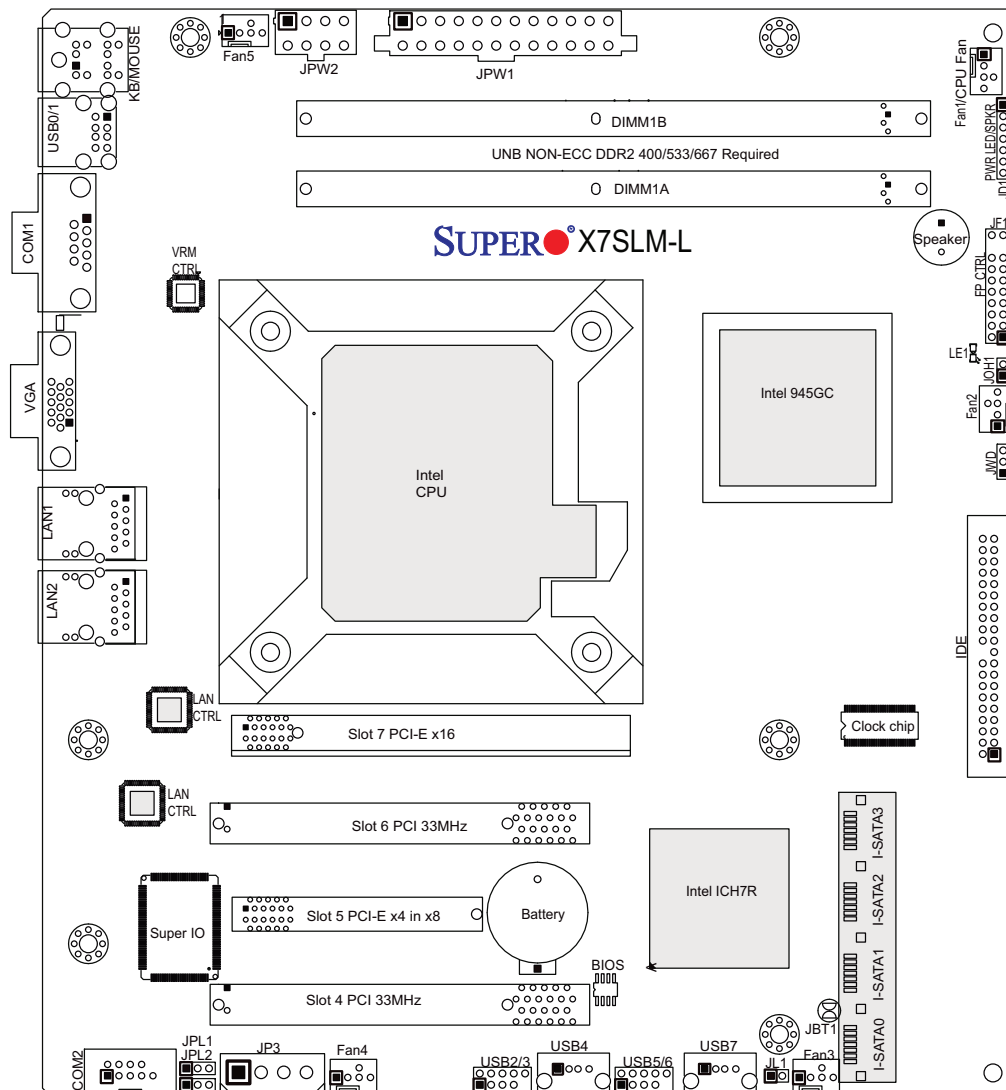 KB/MOUSE
Fan5
JPW2
JPW1
Fan1/CPU Fan
USB0/1
DIMM1B
UNB NON-ECC DDR2 400/533/667 Required
DIMM1A
PWR LED/SPKR
JD1
COM1
SUPER X7SLM-L
Speaker
JF1
FP CTRL
VRM
CTRL
LE1
JOH1
VGA
Fan2
Intel 945GC
Intel
CPU
JWD
LAN1
LAN2
IDE
LAN
CTRL
Slot 7 PCI-E x16
Clock chip
LAN
CTRL
Slot 6 PCI 33MHz
I-SATA3
I-SATA2
I-SATA1
I-SATA0
Intel ICH7R
Super IO
Slot 5 PCI-E x4 in x8
Battery
BIOS
Slot 4 PCI 33MHz
JBT1
COM2
JPL1
JPL2
JP3
Fan4
USB2/3
USB4
USB5/6
USB7
JL1
Fan3